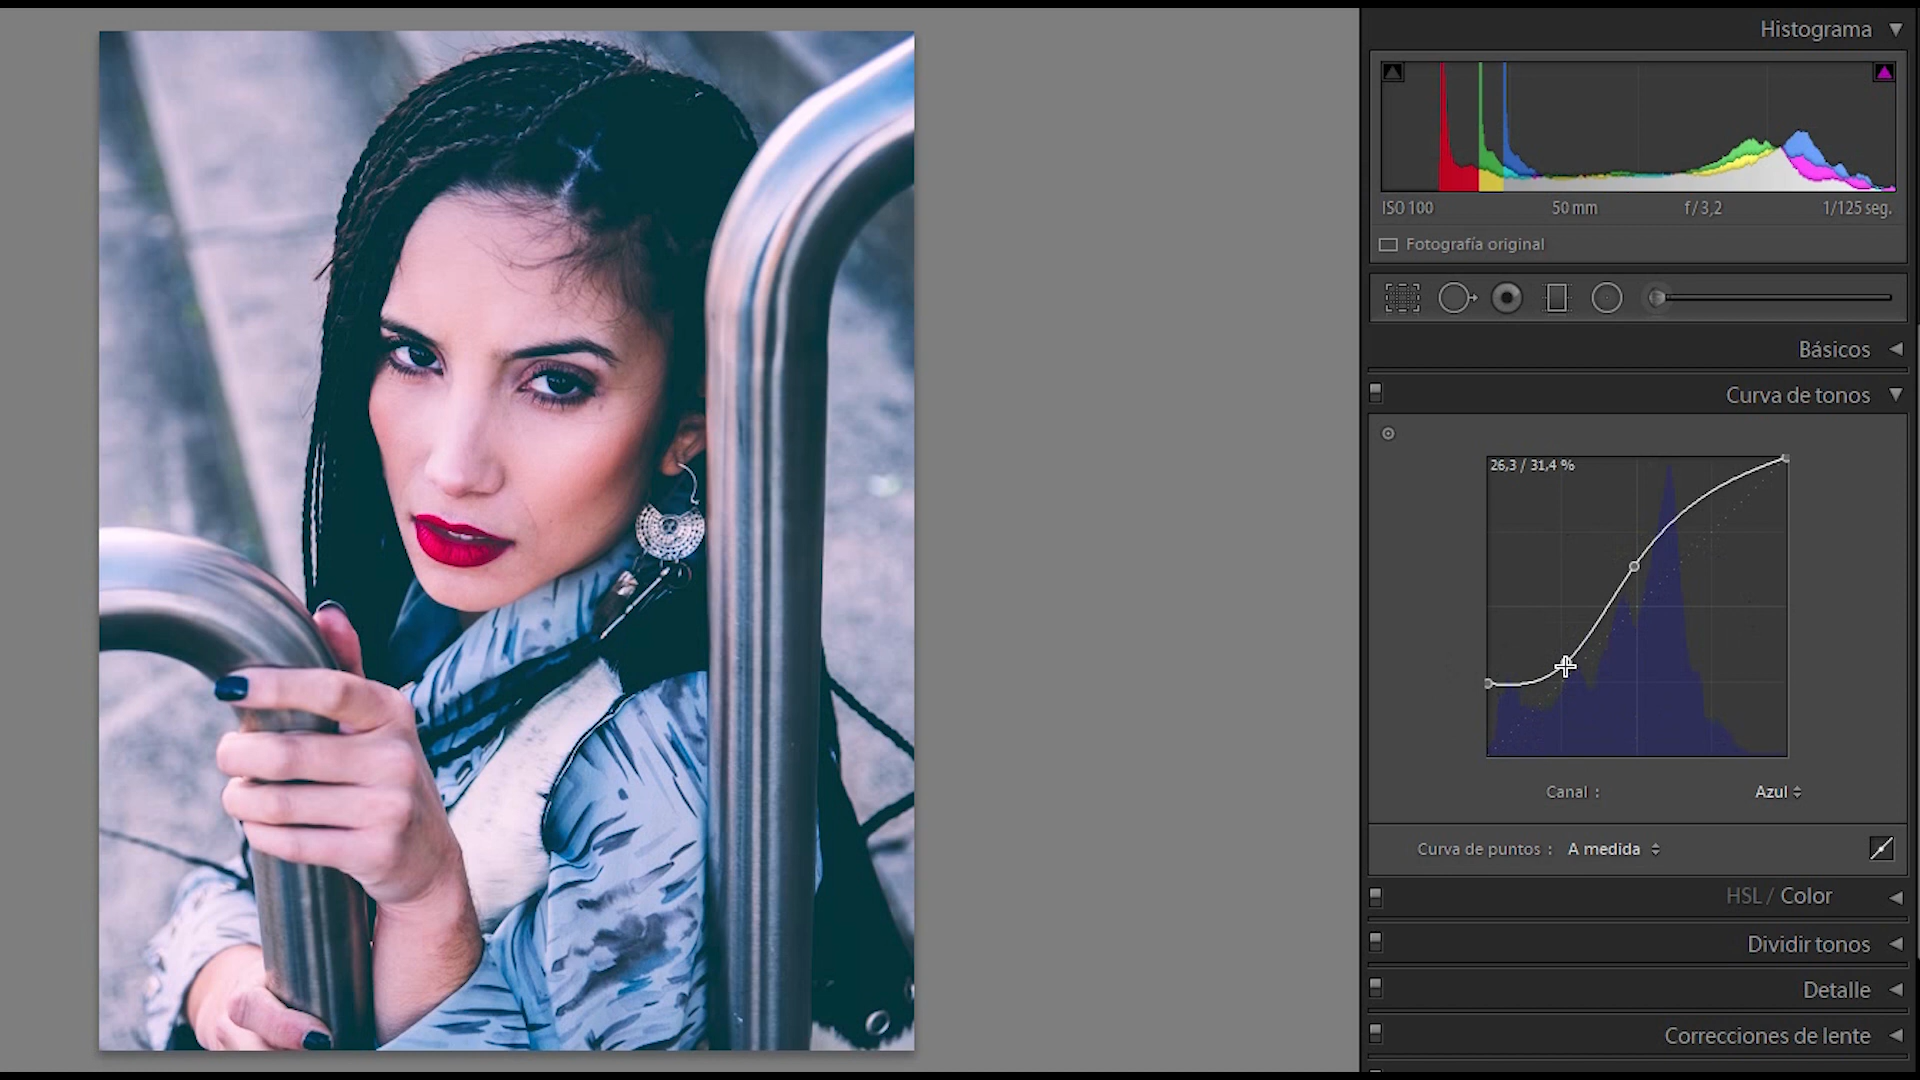 Histograma
ISO 100 50 mm f / 3,2 1/125 seg.
Fotografía original
Básicos
Curva de tonos
26,3 / 31,4 %
Canal : Azul
Curva de puntos : A medida
HSL / Color
Dividir tonos
Detalle
Correcciones de lente